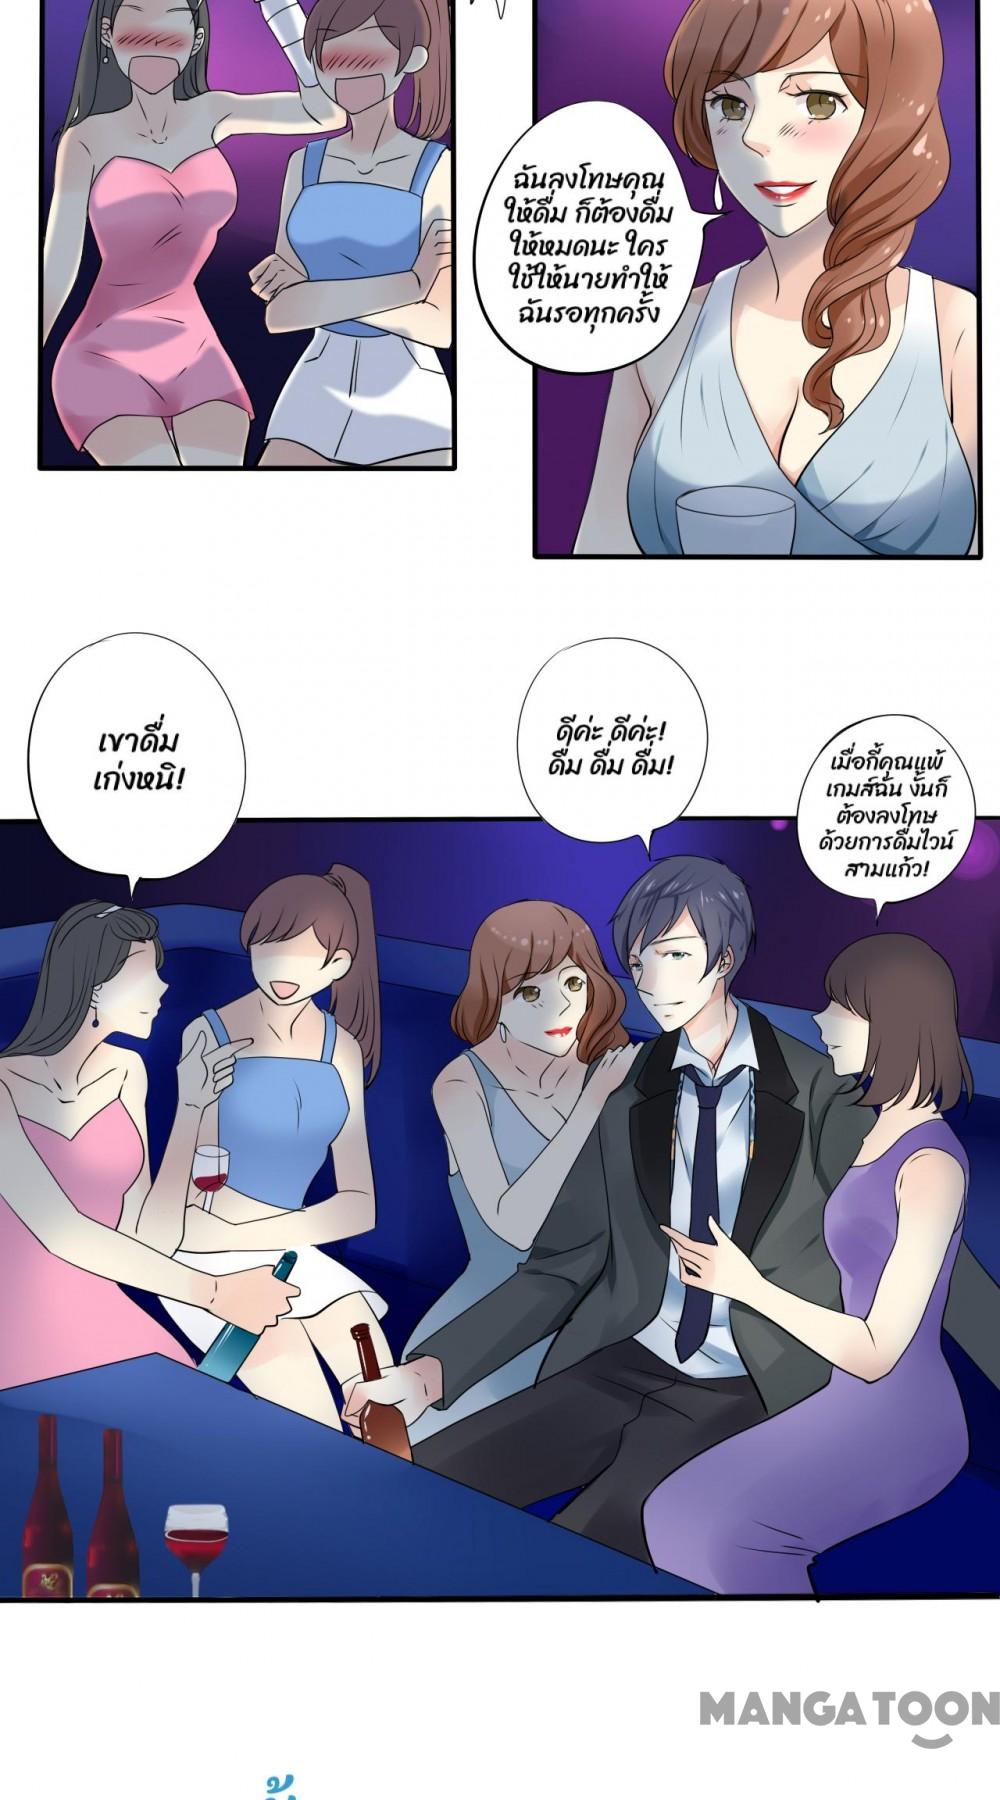 ฉันลงโทษคุณ
ให้ดื่ม ก็ต้องดื่ม
ให้หมดนะ ใคร
ใช้ให้นายทำให้
ฉันรอทุกครั้ง
เขาดื่ม
เก่งหนิ!
ดีค่ะ ดีค่ะ!
ดื่ม ดื่ม ดื่ม!
เมื่อกี้คุณแพ้
เกมส์ฉัน งั้นก็
ต้องลงโทษ
ด้วยการดื่มไวน์
สามแก้ว!
MANGATOON